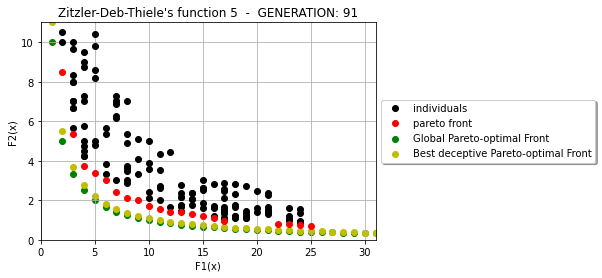 Zitzler-Deb-Thiele's function 5 - GENERATION: 91
10
8
6
4
2
0
F2(x)
0 5 10 15 20 25 30
F1(x)
individuals
pareto front
Global Pareto-optimal Front
Best deceptive Pareto-optimal Front